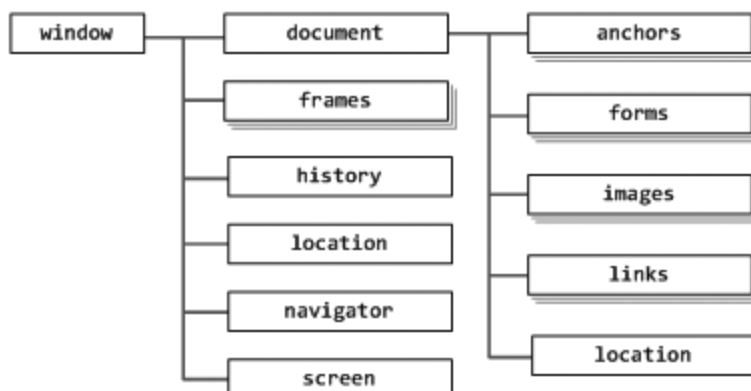 window
document
anchors
frames
forms
history
images
location
links
navigator
location
screen